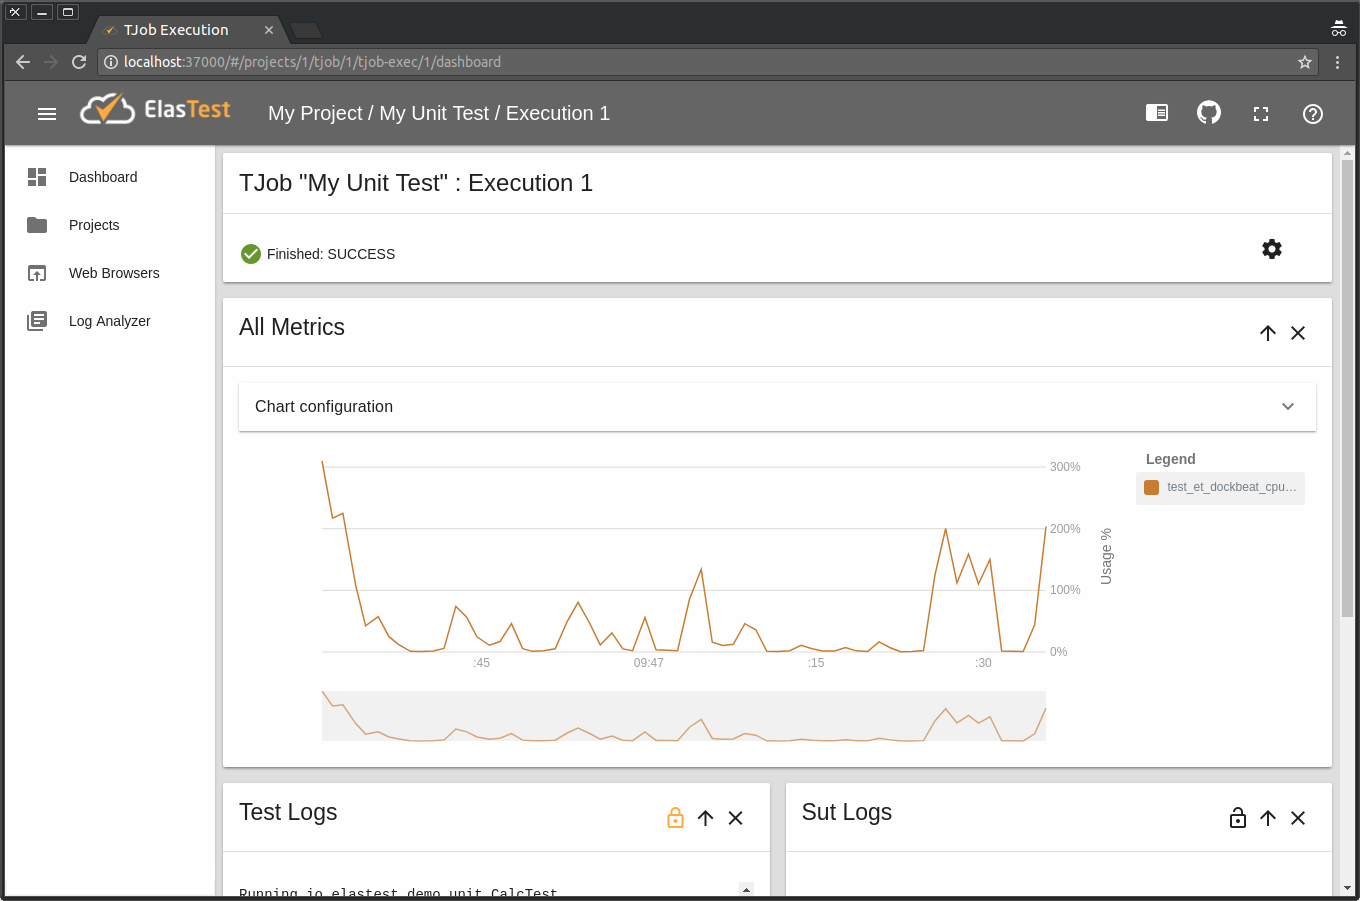 TJob Execution
localhost:37000/#/projects/1/tjob/1/tjob-exec/1/dashboard
ElasTest
My Project / My Unit Test / Execution 1
Dashboard
Projects
Web Browsers
Log Analyzer
TJob "My Unit Test" : Execution 1
Finished: SUCCESS
All Metrics
Chart configuration
300%
200%
100%
0%
Usage %
:45
09:47
:15
:30
Legend
test_et_dockbeat_cpu…
Test Logs
Sut Logs
Running io.elastest.demo.unit.CalcTest